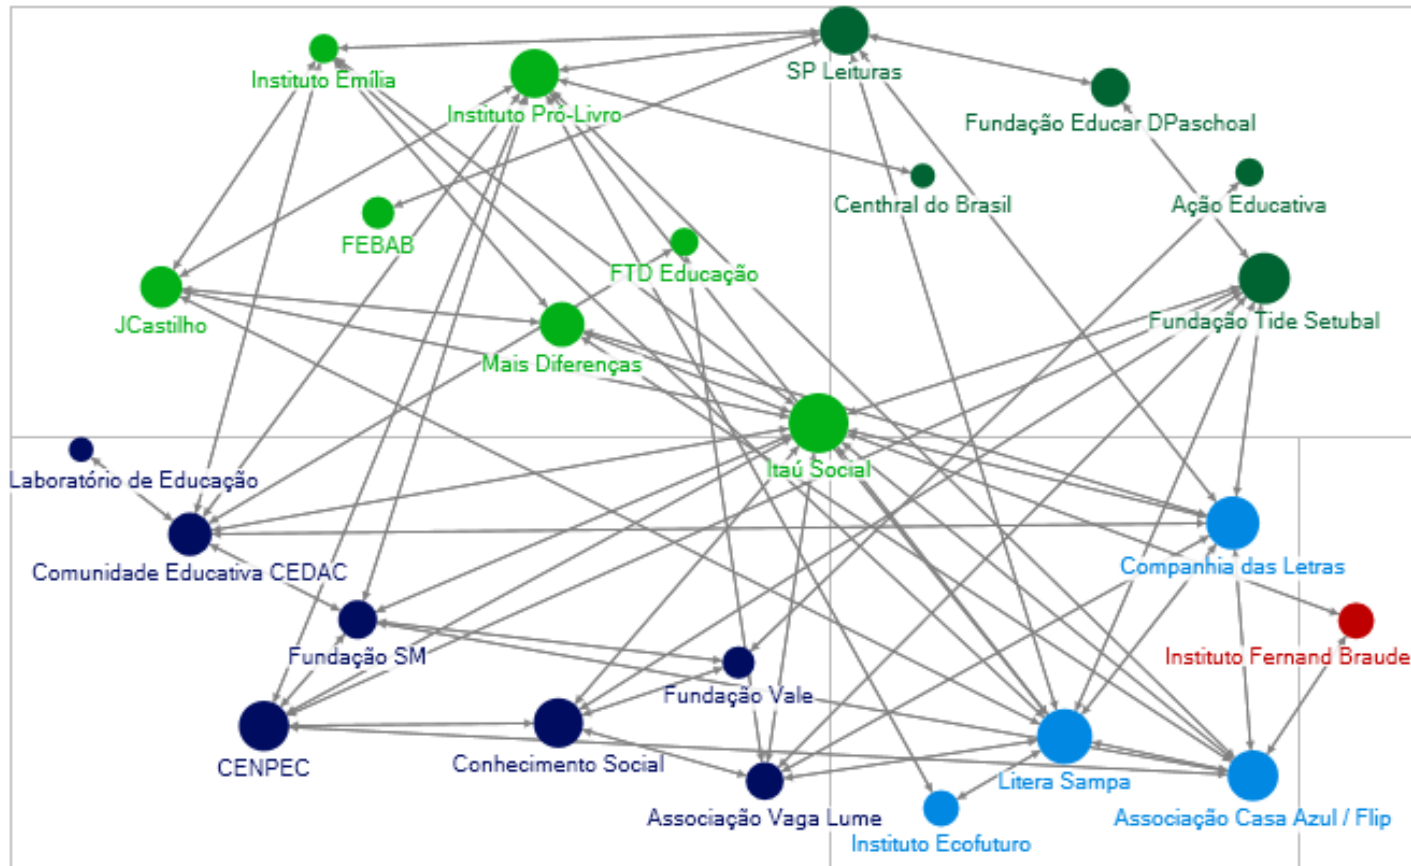 SP Leituras
Instituto Emília
Instituto Pró-Livro
Fundação Educar DPaschoal
Centhral do Brasil
Ação Educativa
FEBAB
FTD Educação
JCastilho
Fundação Tide Setubal
Mais Diferenças
Itaú Social
Laboratório de Educação
Comunidade Educativa CEDAC
Companhia das Letras
Fundação SM
Instituto Fernand Braude
Fundação Vale
CENPEC
Conhecimento Social
Litera Sampa
Associação Vaga Lume
Associação Casa Azul / Flip
Instituto Ecofuturo